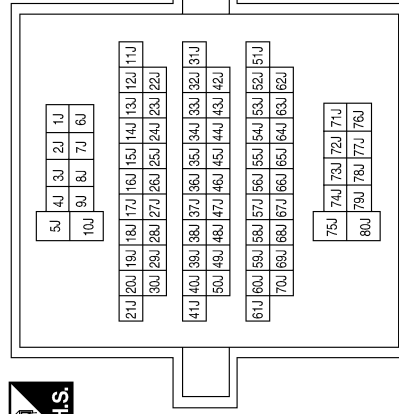 H.S.
5J 4J 3J 2J 1J
10J 9J 8J 7J 6J
21J 20J 19J 18J 17J 16J 15J 14J 13J 12J 11J
30J 29J 28J 27J 26J 25J 24J 23J 22J
41J 40J 39J 38J 37J 36J 35J 34J 33J 32J 31J
50J 49J 48J 47J 46J 45J 44J 43J 42J
61J 60J 59J 58J 57J 56J 55J 54J 53J 52J 51J
70J 69J 68J 67J 66J 65J 64J 63J 62J
75J 74J 73J 72J 71J
80J 79J 78J 77J 76J